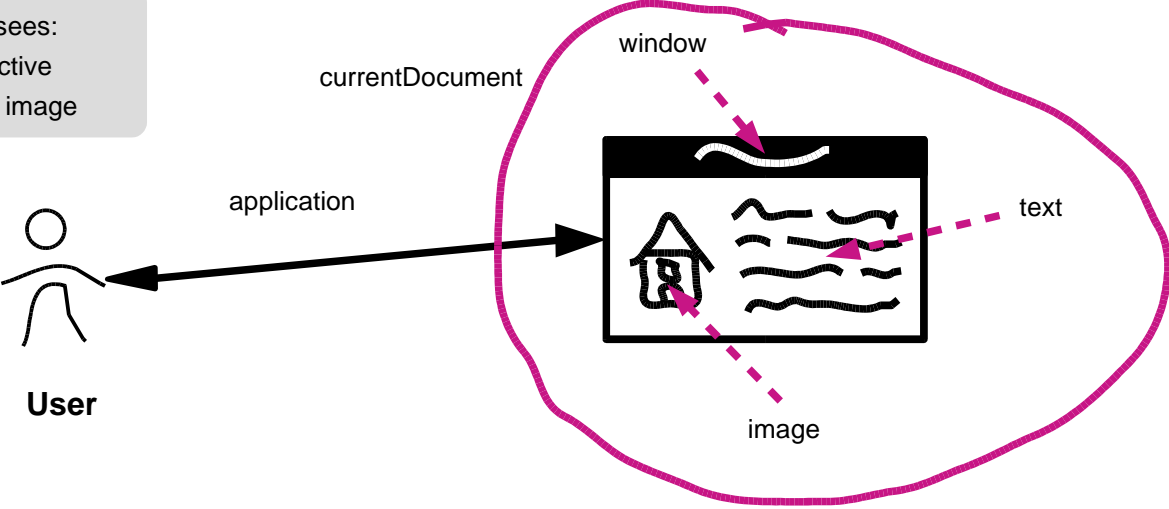 sees:
ctive
image
window
currentDocument
application
text
User
image